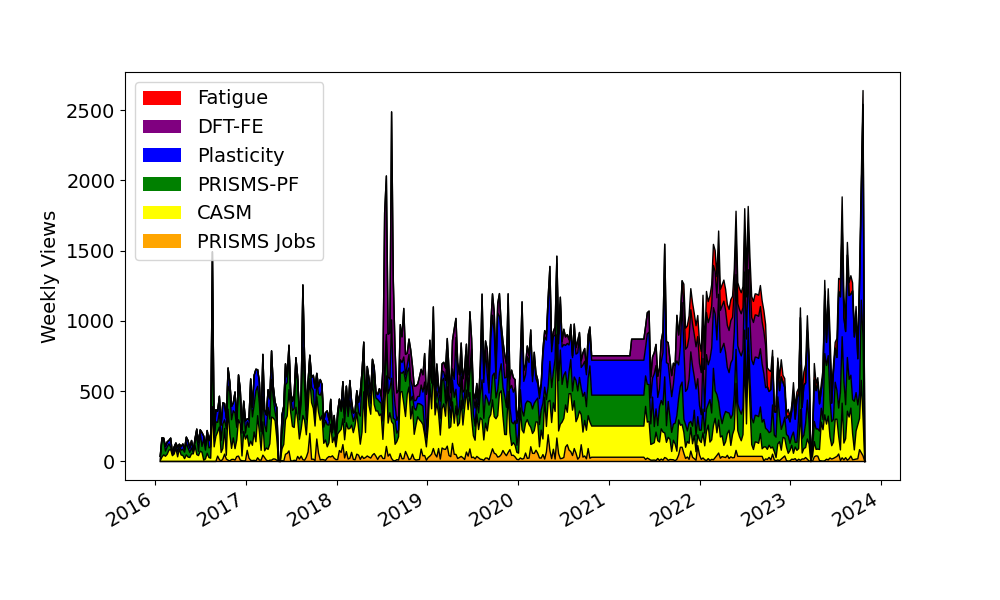 Fatigue
DFT-FE
Plasticity
PRISMS-PF
CASM
PRISMS Jobs
Weekly Views
2500
2000
1500
1000
500
0
2016
2017
2018
2019
2020
2021
2022
2023
2024